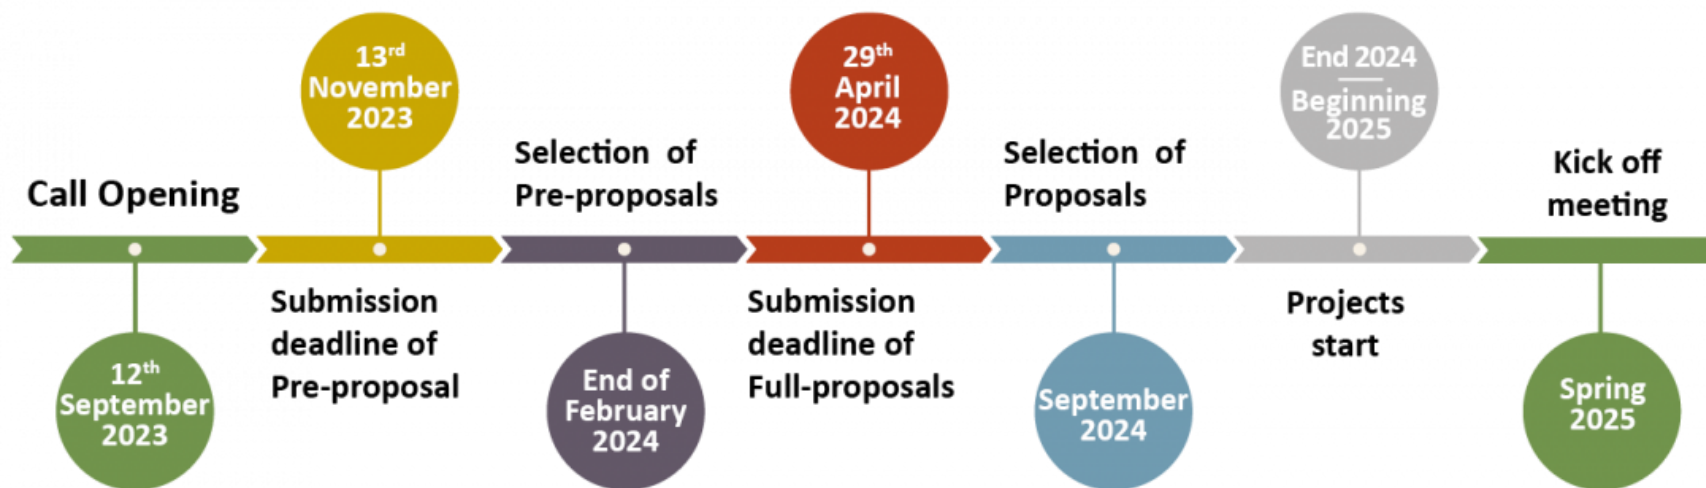 Call Opening
12th
September
2023
13rd
November
2023
Submission
deadline of
Pre-proposal
Selection of
Pre-proposals
End of
February
2024
29th
April
2024
Submission
deadline of
Full-proposals
Selection of
Proposals
September
2024
End 2024
Beginning
2025
Projects
start
Kick off
meeting
Spring
2025